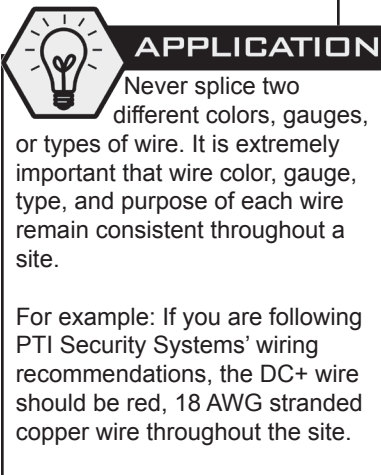 APPLICATION
Never splice two
different colors, gauges,
or types of wire. It is extremely
important that wire color, gauge,
type, and purpose of each wire
remain consistent throughout a
site.
For example: If you are following
PTI Security Systems’ wiring
recommendations, the DC+ wire
should be red, 18 AWG stranded
copper wire throughout the site.